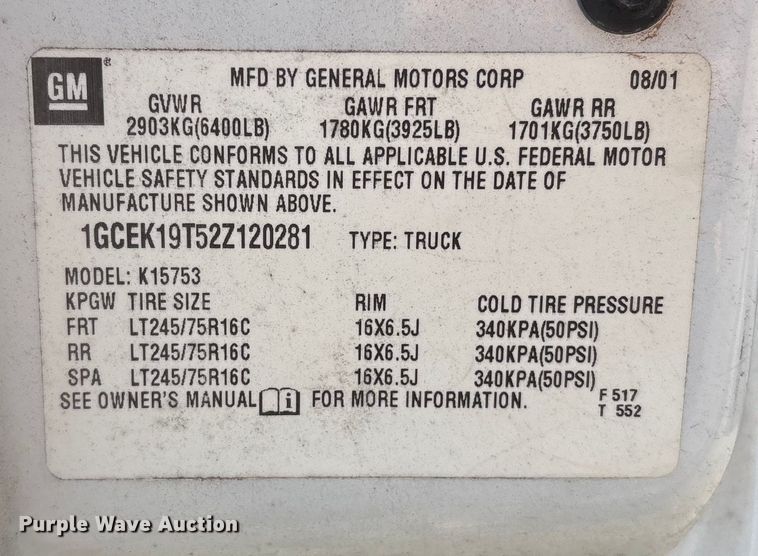 GM® MFD BY GENERAL MOTORS CORP 08/01
GVWR GAWR FRT GAWR RR
2903KG(6400LB) 1780KG(3925LB) 1701KG(3750LB)
THIS VEHICLE CONFORMS TO ALL APPLICABLE U.S. FEDERAL MOTOR
VEHICLE SAFETY STANDARDS IN EFFECT ON THE DATE OF
MANUFACTURE SHOWN ABOVE.
1GCEK19T52Z120281 TYPE: TRUCK
MODEL: K15753
KPGW TIRE SIZE RIM COLD TIRE PRESSURE
FRT LT245/75R16C 16X6.5J 340KPA(50PSI)
RR LT245/75R16C 16X6.5J 340KPA(50PSI)
SPA LT245/75R16C 16X6.5J 340KPA(50PSI)
SEE OWNER'S MANUAL i FOR MORE INFORMATION. F 517
T 552
Purple Wave Auction